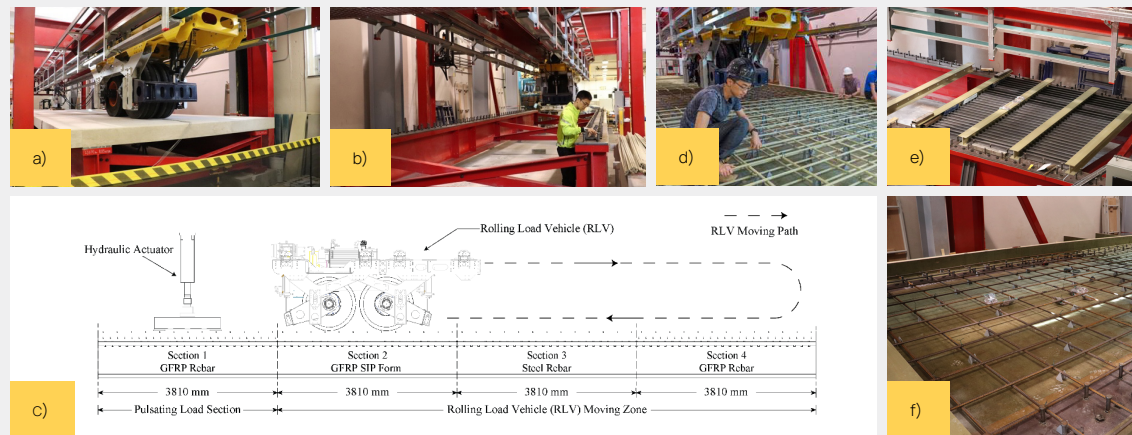 a)
b)
d)
e)
Hydraulic Actuator
Rolling Load Vehicle (RLV)
RLV Moving Path
Section 1
GFRP Rebar
Section 2
GFRP SIP Form
Section 3
Steel Rebar
Section 4
GFRP Rebar
3810 mm
3810 mm
3810 mm
3810 mm
Pulsating Load Section
Rolling Load Vehicle (RLV) Moving Zone
c)
f)